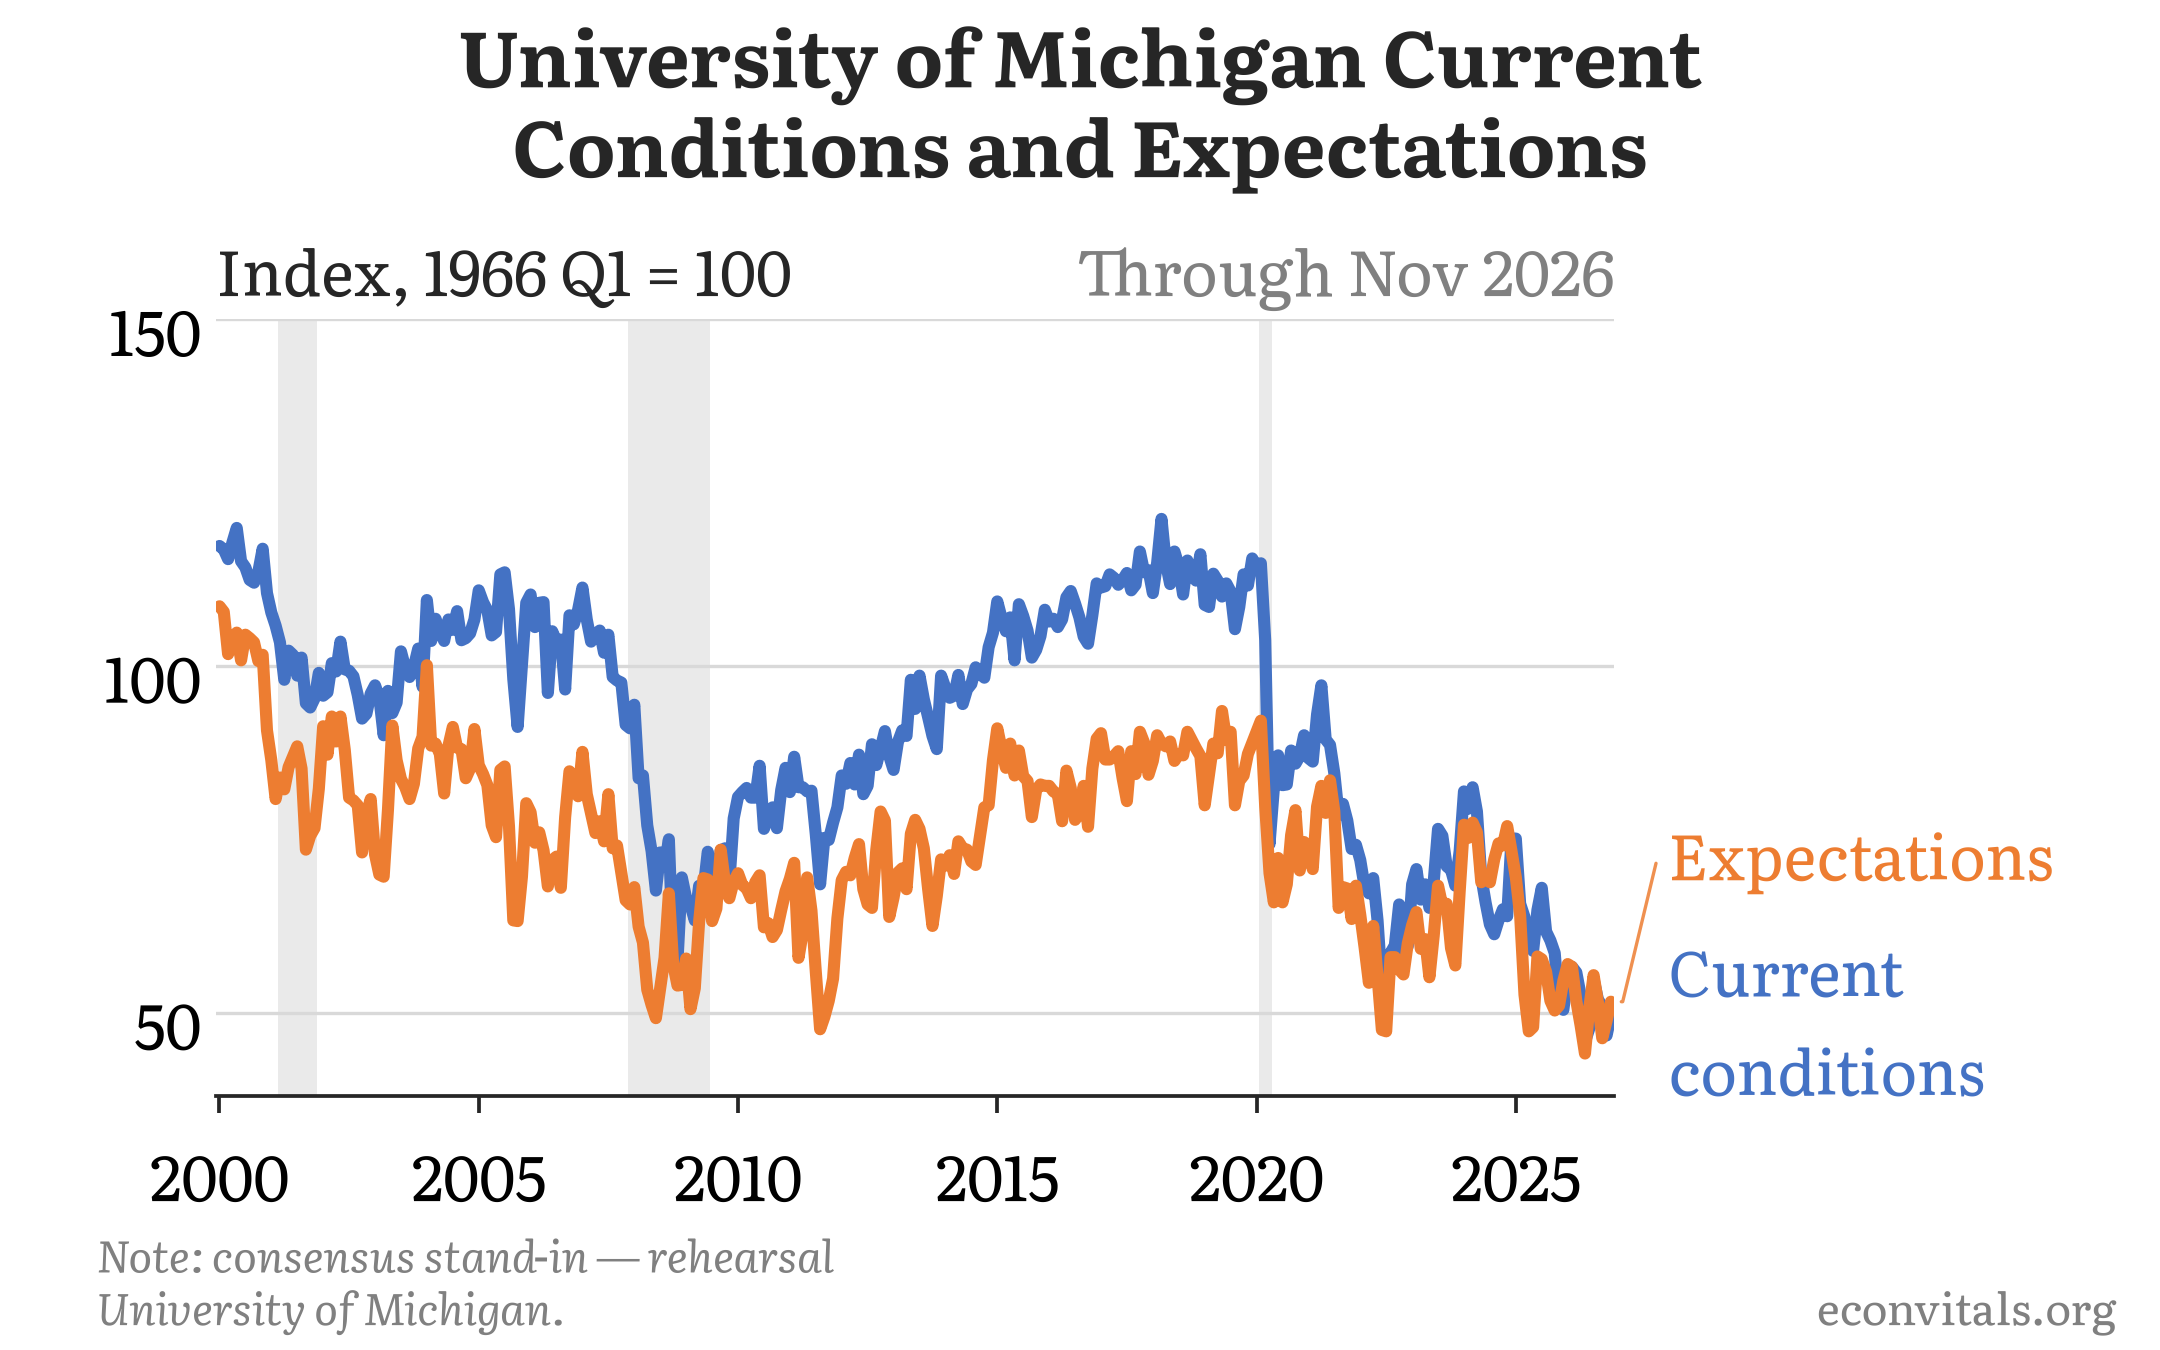 University of Michigan Current
Conditions and Expectations
Index, 1966 Q1 = 100
Through Nov 2026
150
100
50
Expectations
Current
conditions
2000 2005 2010 2015 2020 2025
Note: consensus stand-in — rehearsal
University of Michigan.
econvitals.org